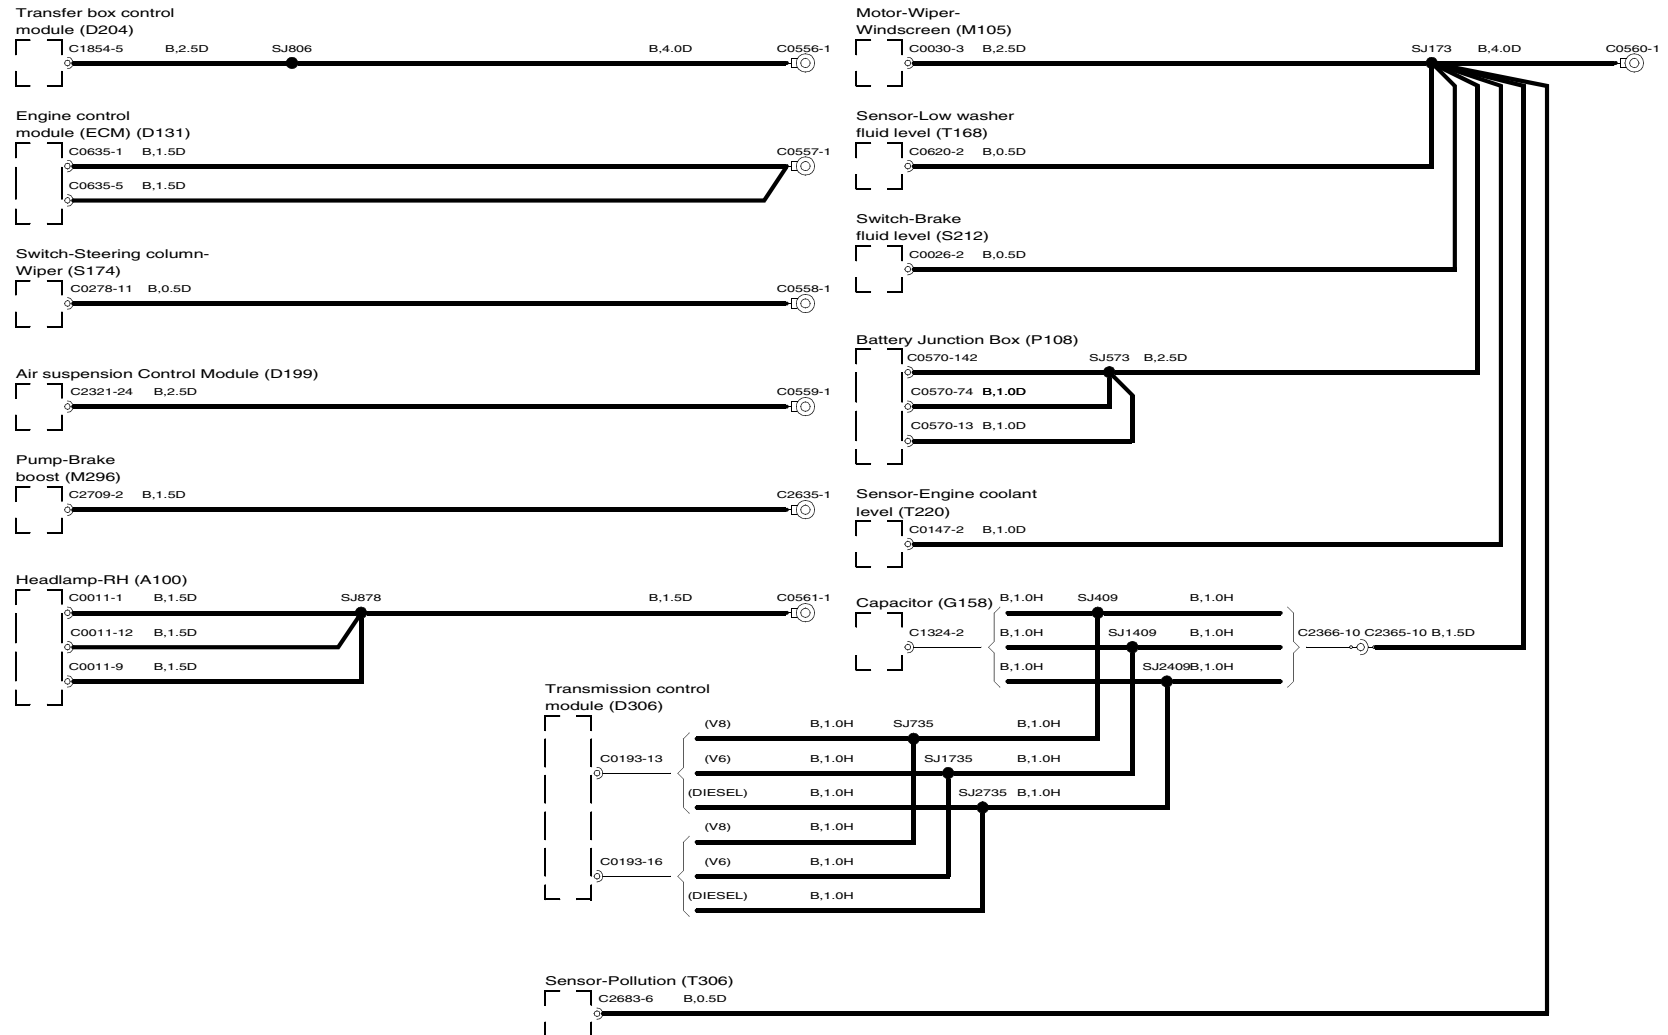 Transfer box control
module (D204)
C1854-5 B,2.5D SJ806 B,4.0D C0556-1
Engine control
module (ECM) (D131)
C0635-1 B,1.5D C0557-1
C0635-5 B,1.5D
Switch-Steering column-
Wiper (S174)
C0278-11 B,0.5D C0558-1
Air suspension Control Module (D199)
C2321-24 B,2.5D C0559-1
Pump-Brake
boost (M296)
C2709-2 B,1.5D C2635-1
Headlamp-RH (A100)
C0011-1 B,1.5D SJ878 B,1.5D C0561-1
C0011-12 B,1.5D
C0011-9 B,1.5D
Motor-Wiper-
Windscreen (M105)
C0030-3 B,2.5D SJ173 B,4.0D C0560-1
Sensor-Low washer
fluid level (T168)
C0620-2 B,0.5D
Switch-Brake
fluid level (S212)
C0026-2 B,0.5D
Battery Junction Box (P108)
C0570-142 SJ573 B,2.5D
C0570-74 B,1.0D
C0570-13 B,1.0D
Sensor-Engine coolant
level (T220)
C0147-2 B,1.0D
Capacitor (G158) B,1.0H SJ409 B,1.0H
C1324-2 B,1.0H SJ1409 B,1.0H C2366-10 C2365-10 B,1.5D
B,1.0H SJ2409B,1.0H
Transmission control
module (D306)
(V8) B,1.0H SJ735 B,1.0H
C0193-13 (V6) B,1.0H SJ1735 B,1.0H
(DIESEL) B,1.0H SJ2735 B,1.0H
(V8) B,1.0H
C0193-16 (V6) B,1.0H
(DIESEL) B,1.0H
Sensor-Pollution (T306)
C2683-6 B,0.5D